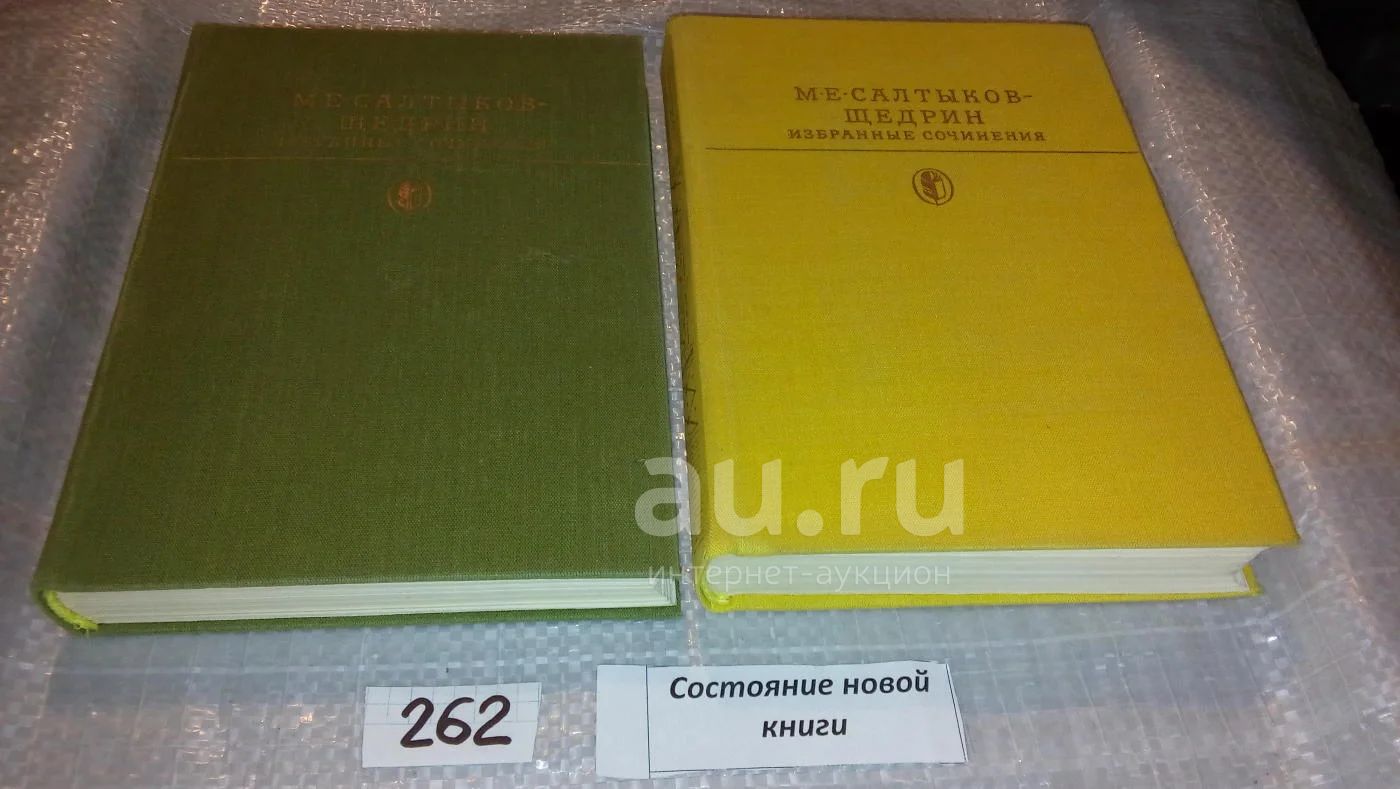 М·Е·САЛТЫКОВ-
ЩЕДРИН
М·Е·САЛТЫКОВ-
ЩЕДРИН
ИЗБРАННЫЕ СОЧИНЕНИЯ
au.ru
интернет-аукцион
262
Состояние новой
книги